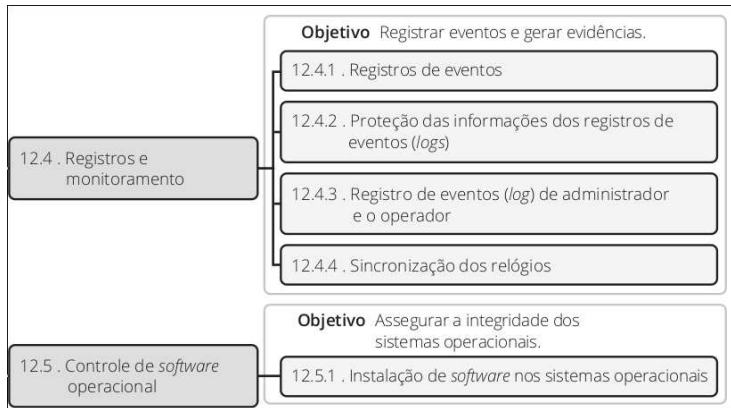 Objetivo Registrar eventos e gerar evidências.
12.4.1 . Registros de eventos
12.4.2 . Proteção das informações dos registros de
eventos (logs)
12.4 . Registros e
monitoramento
12.4.3 . Registro de eventos (log) de administrador
e o operador
12.4.4 . Sincronização dos relógios
Objetivo Assegurar a integridade dos
sistemas operacionais.
12.5 . Controle de software
operacional
12.5.1 . Instalação de software nos sistemas operacionais